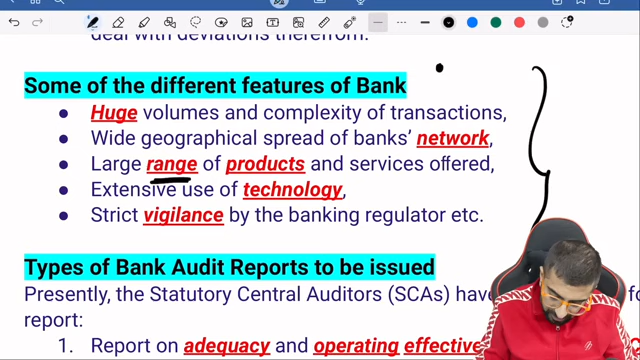 deal with deviations therefrom.
Some of the different features of Bank
● Huge volumes and complexity of transactions,
● Wide geographical spread of banks' network,
● Large range of products and services offered,
● Extensive use of technology,
● Strict vigilance by the banking regulator etc.
Types of Bank Audit Reports to be issued
Presently, the Statutory Central Auditors (SCAs) have
report:
1. Report on adequacy and operating effective